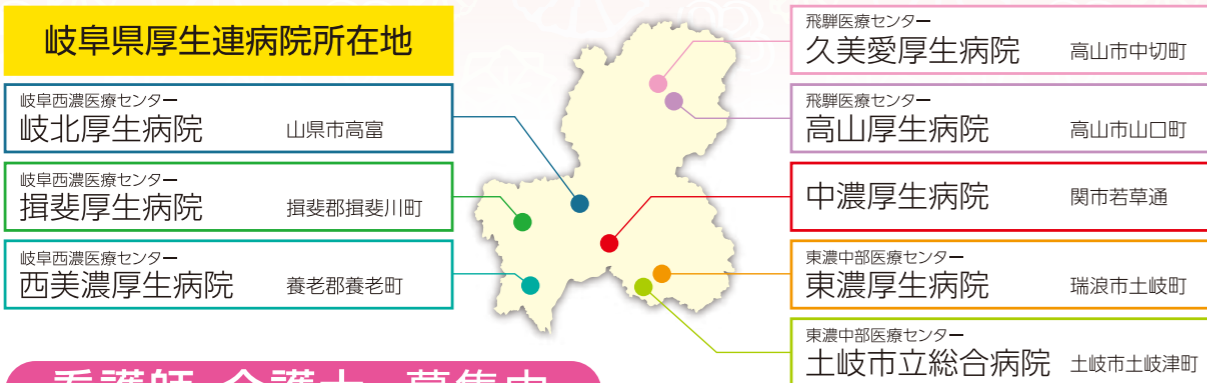 岐阜県厚生連病院所在地
岐阜西濃医療センター
岐北厚生病院 山県市高富
岐阜西濃医療センター
揖斐厚生病院 揖斐郡揖斐川町
岐阜西濃医療センター
西美濃厚生病院 養老郡養老町
飛騨医療センター
久美愛厚生病院 高山市中切町
飛騨医療センター
高山厚生病院 高山市山口町
中濃厚生病院 関市若草通
東濃中部医療センター
東濃厚生病院 瑞浪市土岐町
東濃中部医療センター
土岐市立総合病院 土岐市土岐津町
看護師 介護士 募集中